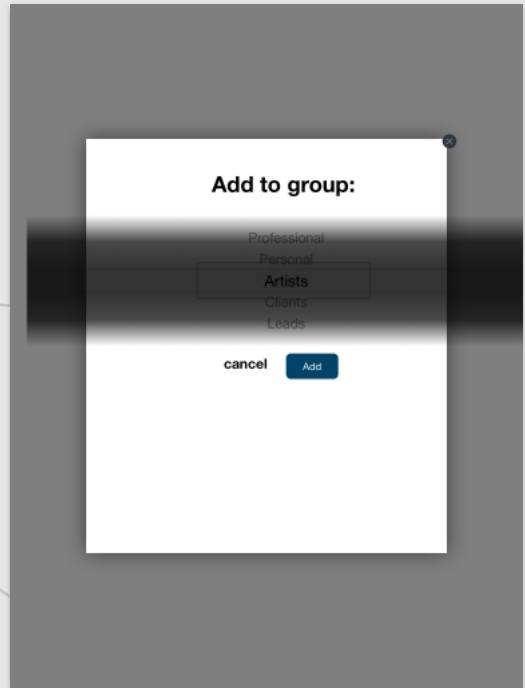 Add to group:
Professional
Personal
Artists
Clients
Leads
cancel Add